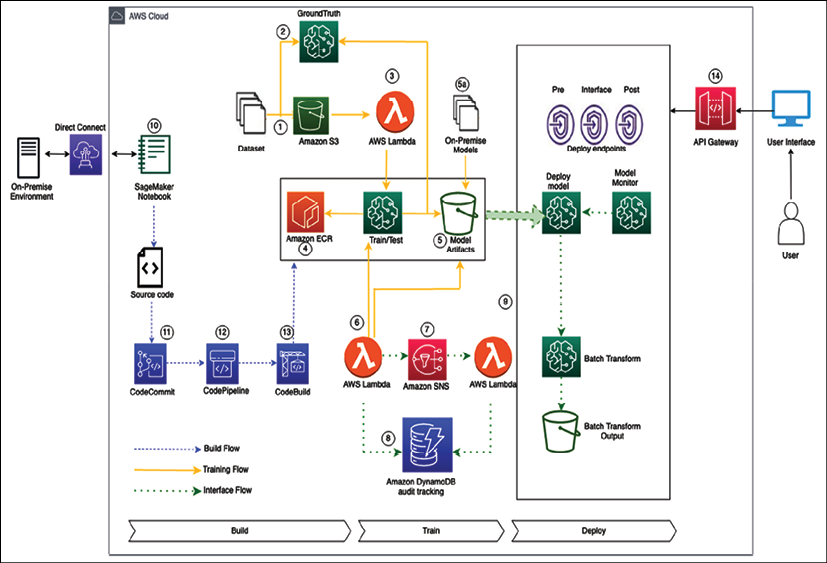 AWS Cloud
GroundTruth
2
3
5a
14
Pre
Interface
Post
Direct Connect
10
1
Dataset
Amazon S3
AWS Lambda
On-Premise
Models
Deploy endpoints
API Gateway
User Interface
On-Premise
Environment
SageMaker
Notebook
Deploy
model
Model
Monitor
Amazon ECR
4
Train/Test
5
Model
Artifacts
User
Source code
9
11
12
13
6
7
CodeCommit
CodePipeline
CodeBuild
AWS Lambda
Amazon SNS
AWS Lambda
Batch Transform
8
Batch Transform
Output
Build Flow
Training Flow
Interface Flow
Amazon DynamoDB
audit tracking
Build
Train
Deploy